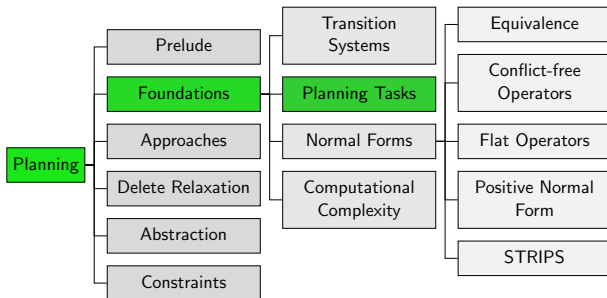 Planning
Prelude
Foundations
Approaches
Delete Relaxation
Abstraction
Constraints
Transition
Systems
Planning Tasks
Normal Forms
Computational
Complexity
Equivalence
Conflict-free
Operators
Flat Operators
Positive Normal
Form
STRIPS